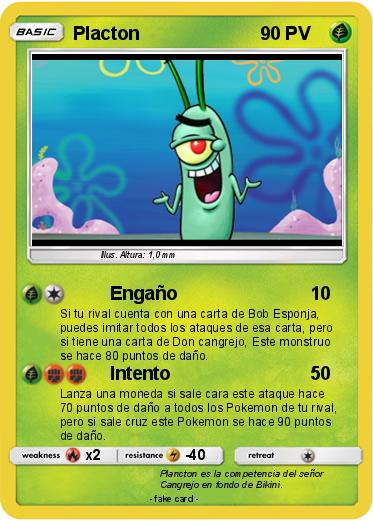 BASIC Placton 90 PV
Illus. Altura: 1,0 mm
Engaño 10
Si tu rival cuenta con una carta de Bob Esponja,
puedes imitar todos los ataques de esa carta, pero
si tiene una carta de Don cangrejo, Este monstruo
se hace 80 puntos de daño.
Intento 50
Lanza una moneda si sale cara este ataque hace
70 puntos de daño a todos los Pokemon de tu rival,
pero si sale cruz este Pokemon se hace 90 puntos
de daño.
weakness x2 resistance -40 retreat
Plancton es la competencia del señor
Cangrejo en fondo de Bikini.
- fake card -